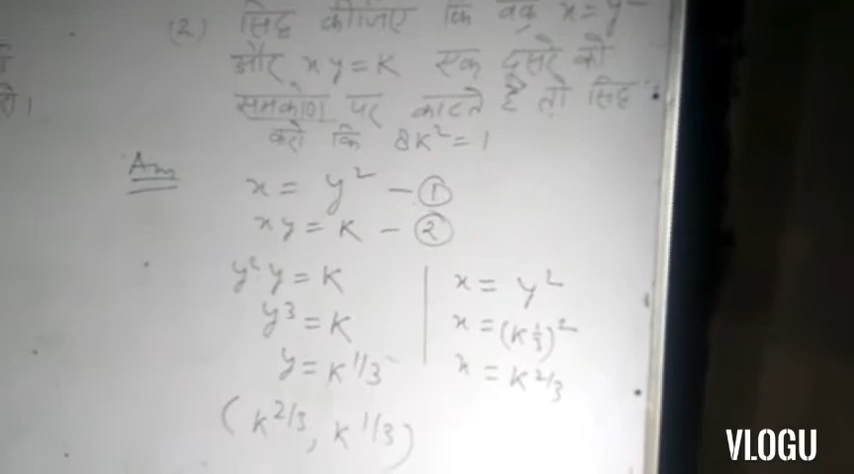 (2) सिद्ध कीजिए कि वक्र x = y²
और xy = K एक दूसरे को
समकोण पर काटते है तो सिद्ध
करो कि 8K² = 1
Ans
x = y² - ①
xy = K - ②
y² y = K
y3 = K
y = K 1/3
x = y²
x = (K 1/3)²
x = K 2/3
(K 2/3, K 1/3)
VLOGU